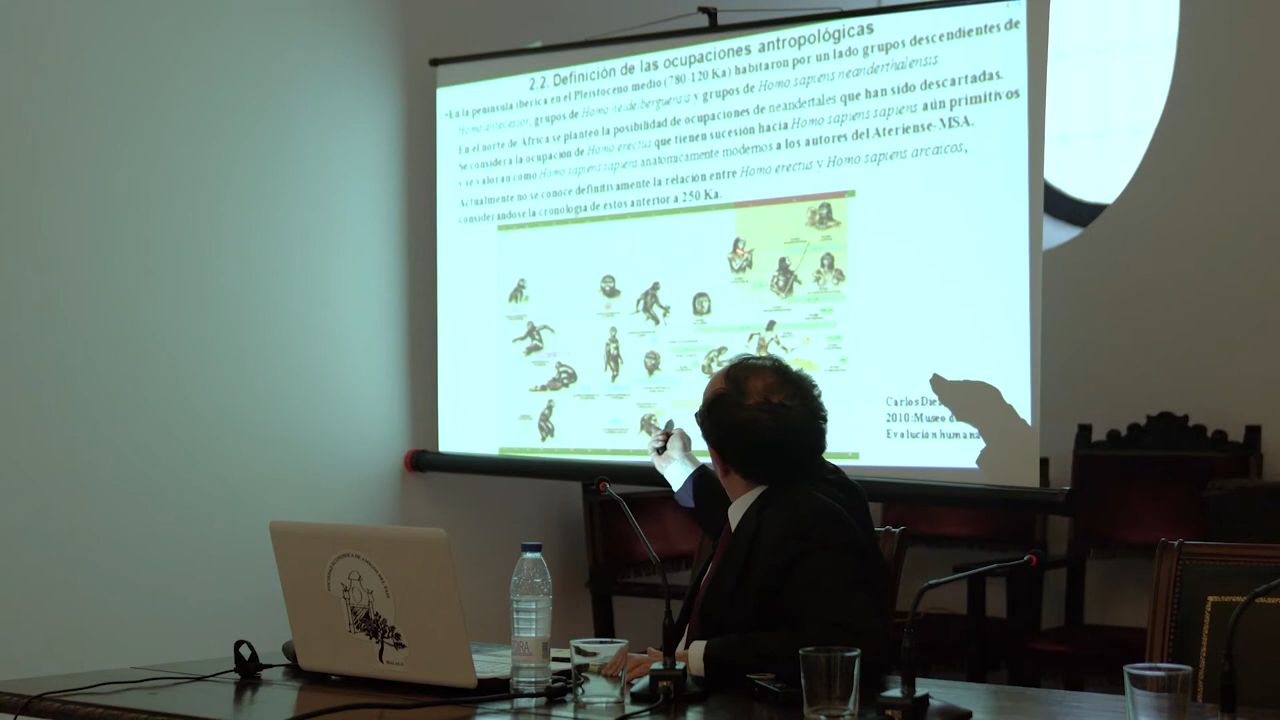 2.2. Definición de las ocupaciones antropológicas
•En la península ibérica en el Pleistoceno medio (780-120 Ka) habitaron por un lado grupos descendientes de
Homo antecessor, grupos de Homo heidelbergensis y grupos de Homo sapiens neanderthalensis.
En el norte de África se planteó la posibilidad de ocupaciones de neandertales que han sido descartadas.
Se considera la ocupación de Homo erectus que tienen sucesión hacia Homo sapiens sapiens aún primitivos
y se valoran como Homo sapiens sapiens anatómicamente modernos a los autores del Ateriense-MSA.
Actualmente no se conoce definitivamente la relación entre Homo erectus y Homo sapiens arcaicos,
considerándose la cronología de estos anterior a 250 Ka.
Carlos
2010:Museo
Evolución humana
MALAGA